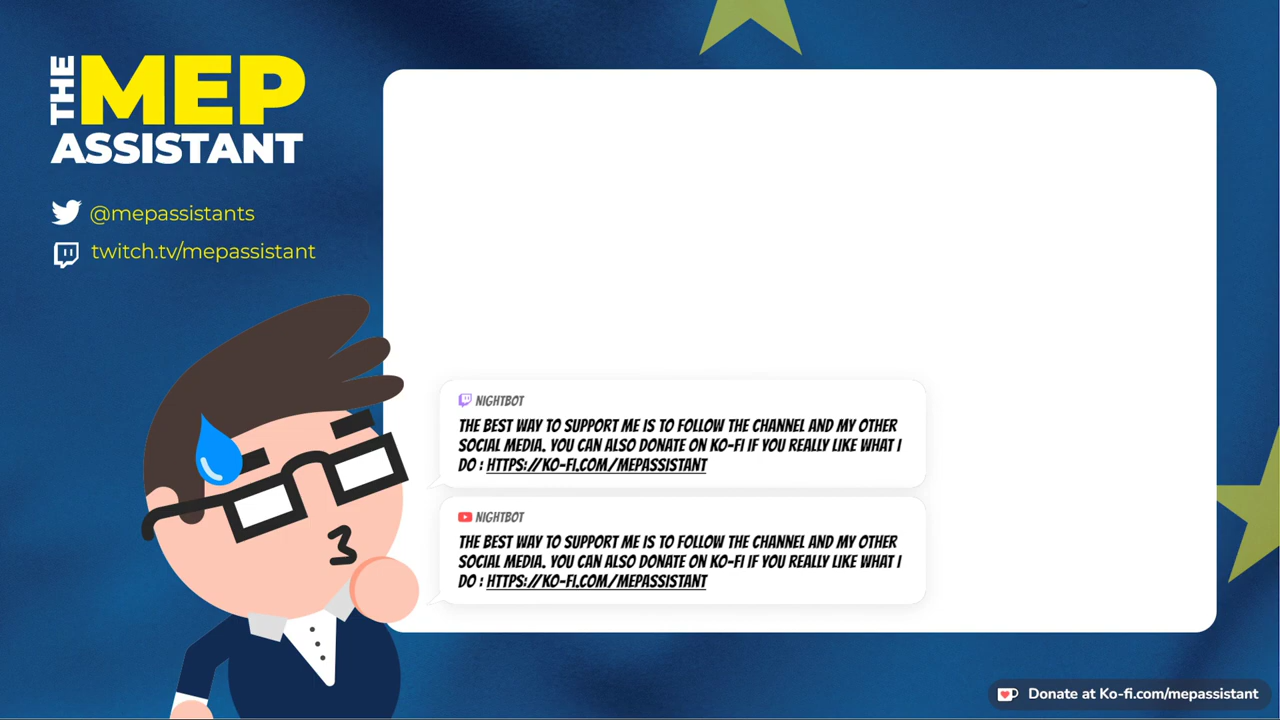 THE MEP
ASSISTANT
@mepassistants
twitch.tv/mepassistant
NIGHTBOT
THE BEST WAY TO SUPPORT ME IS TO FOLLOW THE CHANNEL AND MY OTHER
SOCIAL MEDIA. YOU CAN ALSO DONATE ON KO-FI IF YOU REALLY LIKE WHAT I
DO : HTTPS://KO-FI.COM/MEPASSISTANT
NIGHTBOT
THE BEST WAY TO SUPPORT ME IS TO FOLLOW THE CHANNEL AND MY OTHER
SOCIAL MEDIA. YOU CAN ALSO DONATE ON KO-FI IF YOU REALLY LIKE WHAT I
DO : HTTPS://KO-FI.COM/MEPASSISTANT
Donate at Ko-fi.com/mepassistant